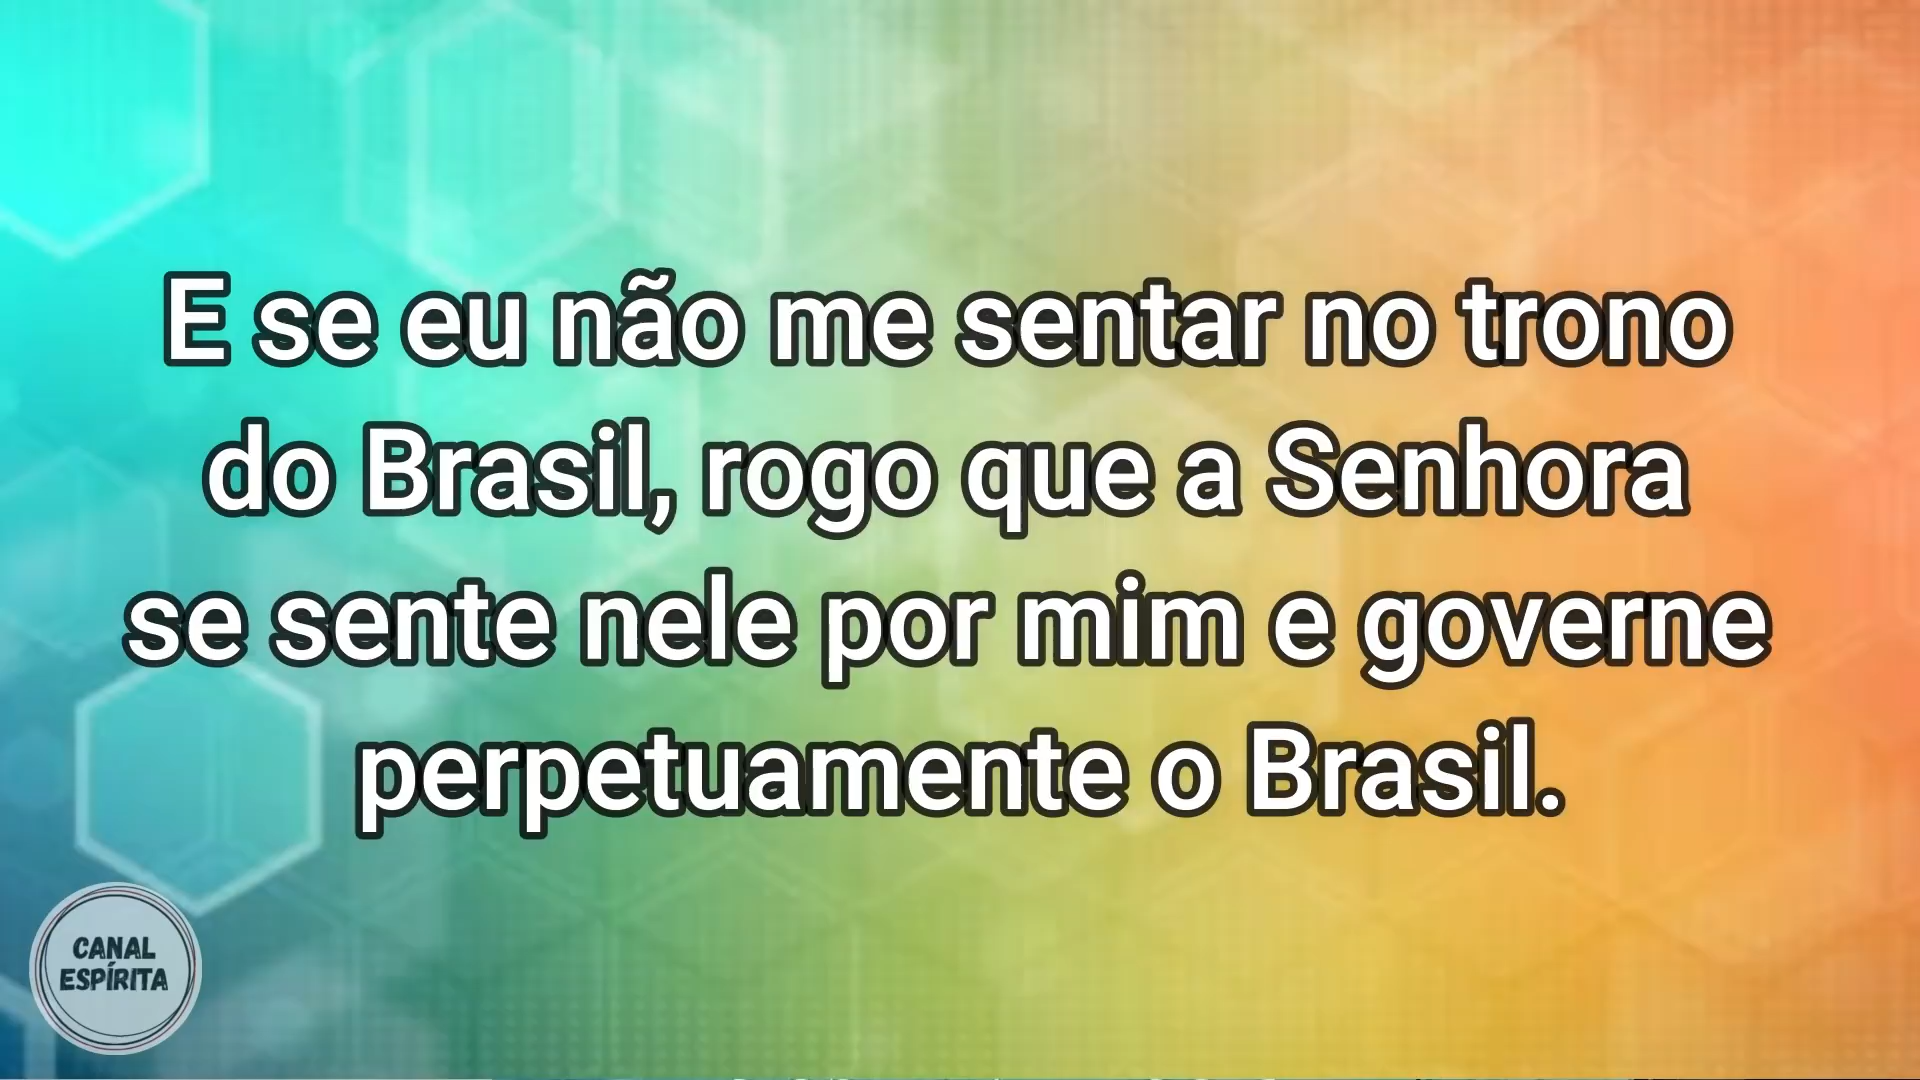 E se eu não me sentar no trono
do Brasil, rogo que a Senhora
se sente nele por mim e governe
perpetuamente o Brasil.
CANAL
ESPÍRITA